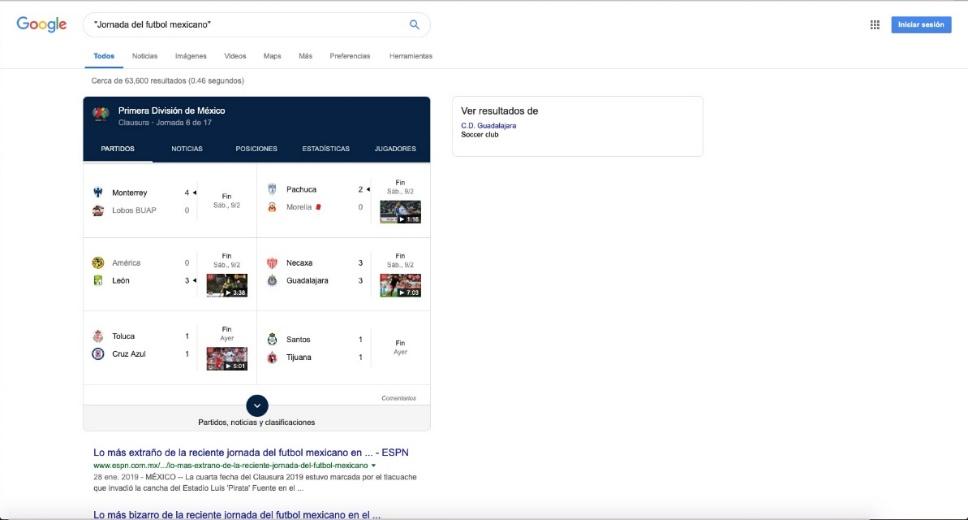 Google
"Jornada del futbol mexicano"
Iniciar sesión
Todos Noticias Imágenes Videos Maps Más Preferencias Herramientas
Cerca de 63,600 resultados (0.46 segundos)
Primera División de México
Clausura - Jornada 6 de 17
PARTIDOS NOTICIAS POSICIONES ESTADÍSTICAS JUGADORES
Monterrey 4
Lobos BUAP 0
Fin
Sáb., 9/2
Pachuca 2
Morelia 0
Fin
Sáb., 9/2
1:16
América 0
León 3
Fin
Sáb., 9/2
3:38
Necaxa 3
Guadalajara 3
Fin
Sáb., 9/2
7:03
Toluca 1
Cruz Azul 1
Fin
Ayer
5:01
Santos 1
Tijuana 1
Fin
Ayer
Comentarios
Partidos, noticias y clasificaciones
Ver resultados de
C.D. Guadalajara
Soccer club
Lo más extraño de la reciente jornada del futbol mexicano en ... - ESPN
www.espn.com.mx/.../lo-mas-extrano-de-la-reciente-jornada-del-futbol-mexicano
28 ene. 2019 - MÉXICO -- La cuarta fecha del Clausura 2019 estuvo marcada por el tlacuache
que invadió la cancha del Estadio Luis 'Pirata' Fuente en el ...
Lo más bizarro de la reciente jornada del futbol mexicano en el ...